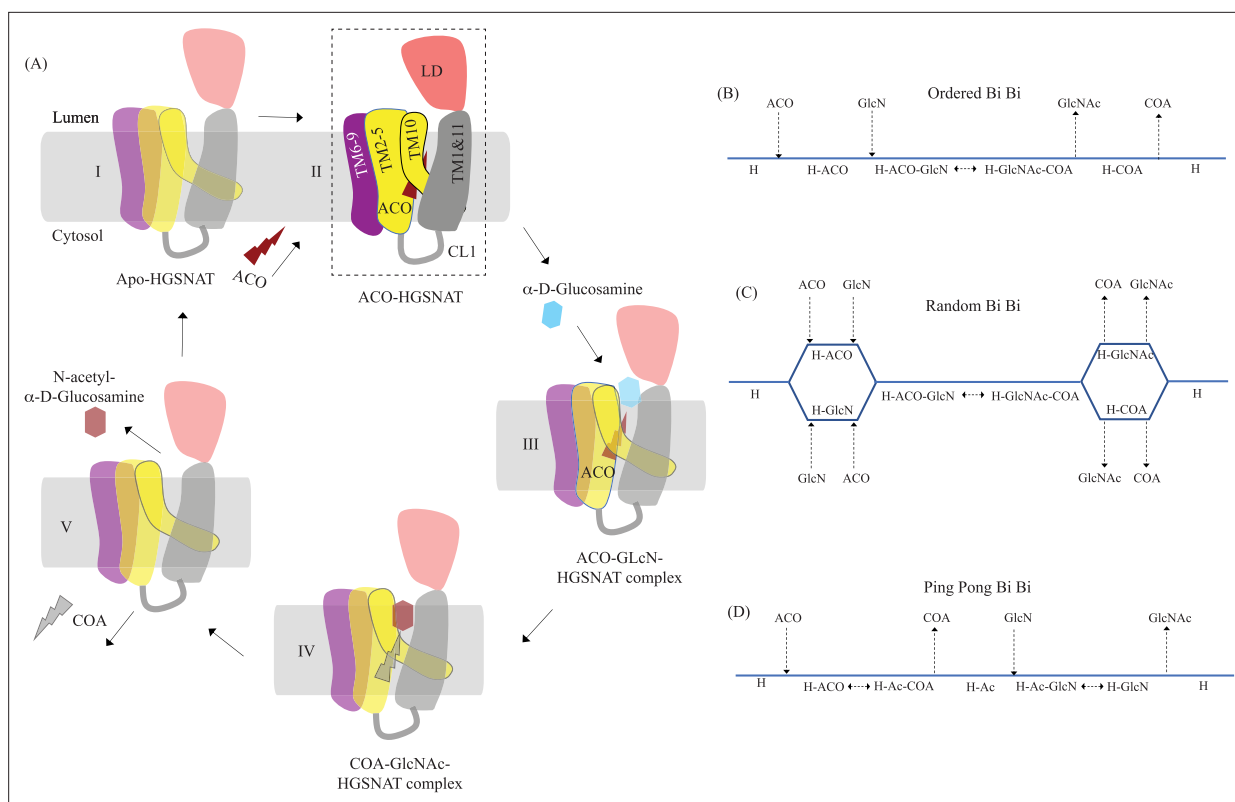 (A)
Lumen
Cytosol
I
Apo-HGSNAT
ACO
II
LD
TM6-9
TM2-5
TM10
TM1&11
ACO
CL1
ACO-HGSNAT
α-D-Glucosamine
III
ACO
ACO-GLcN-
HGSNAT complex
IV
COA-GlcNAc-
HGSNAT complex
V
COA
N-acetyl-
α-D-Glucosamine
(B)
Ordered Bi Bi
ACO GlcN GlcNAc COA
H H-ACO H-ACO-GlcN H-GlcNAc-COA H-COA H
(C)
Random Bi Bi
ACO GlcN COA GlcNAc
H-ACO H-GlcNAc
H H-ACO-GlcN H-GlcNAc-COA H
H-GlcN H-COA
GlcN ACO GlcNAc COA
(D)
Ping Pong Bi Bi
ACO COA GlcN GlcNAc
H H-ACO H-Ac-COA H-Ac H-Ac-GlcN H-GlcN H